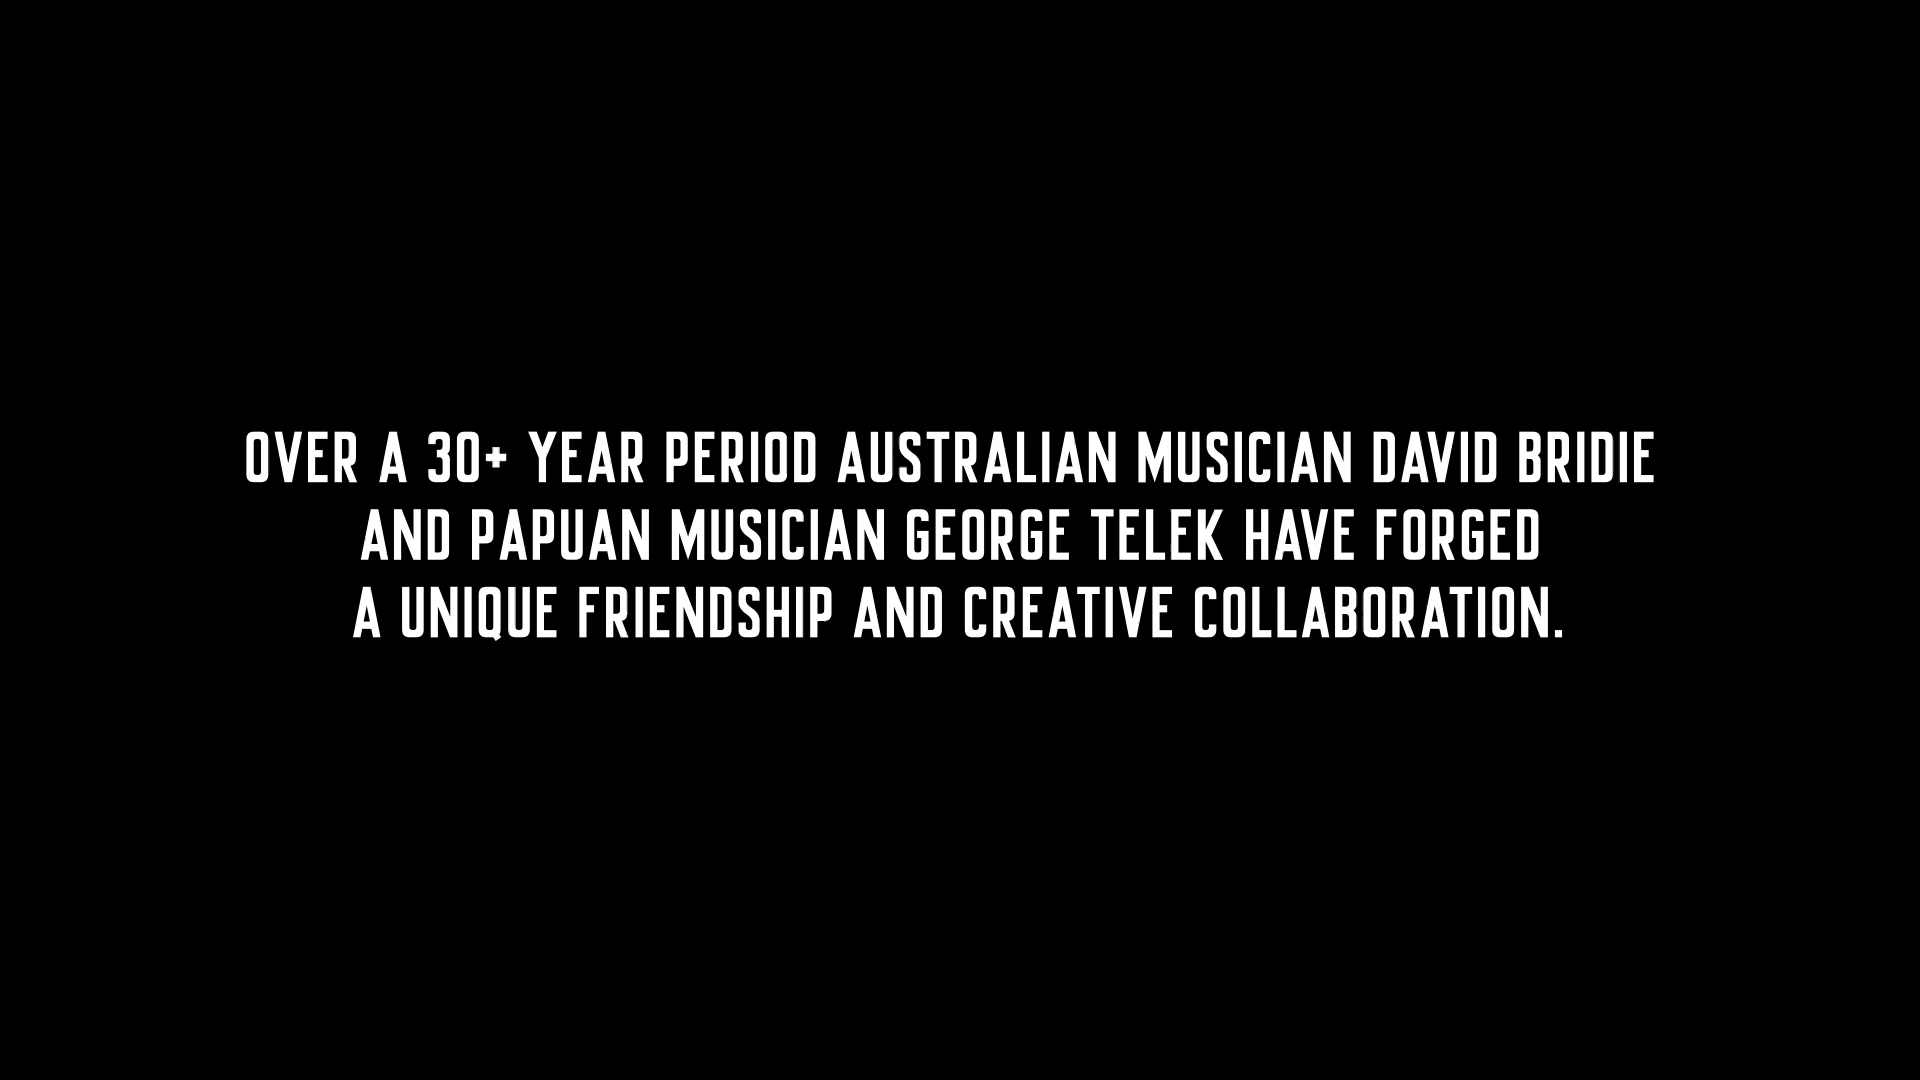 OVER A 30+ YEAR PERIOD AUSTRALIAN MUSICIAN DAVID BRIDIE
AND PAPUAN MUSICIAN GEORGE TELEK HAVE FORGED
A UNIQUE FRIENDSHIP AND CREATIVE COLLABORATION.